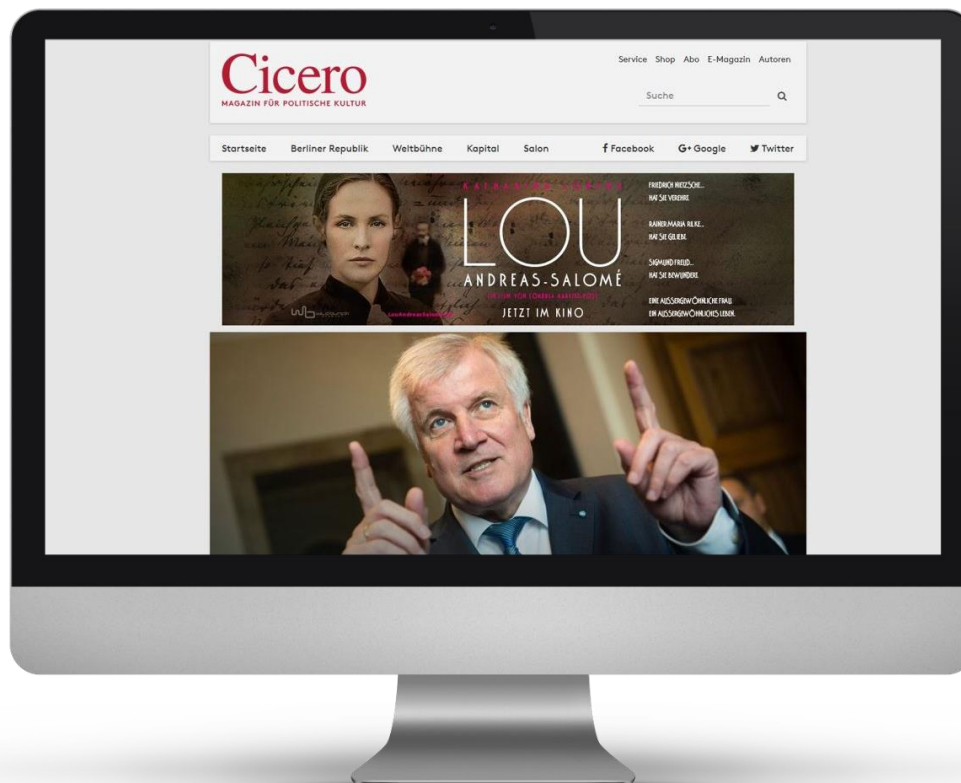 Cicero
MAGAZIN FÜR POLITISCHE KULTUR
Service Shop Abo E-Magazin Autoren
Suche
Startseite Berliner Republik Weltbühne Kapital Salon
Facebook G+ Google Twitter
LOU
ANDREAS-SALOMÉ
JETZT IM KINO
FRIEDRICH NIETZSCHE...
HAT SIE VEREHRT.
RAINER MARIA RILKE...
HAT SIE GELIEBT.
SIGMUND FREUD...
HAT SIE BEWUNDERT.
EINE AUSSERGEWÖHNLICHE FRAU.
EIN AUSSERGEWÖHNLICHES LEBEN.